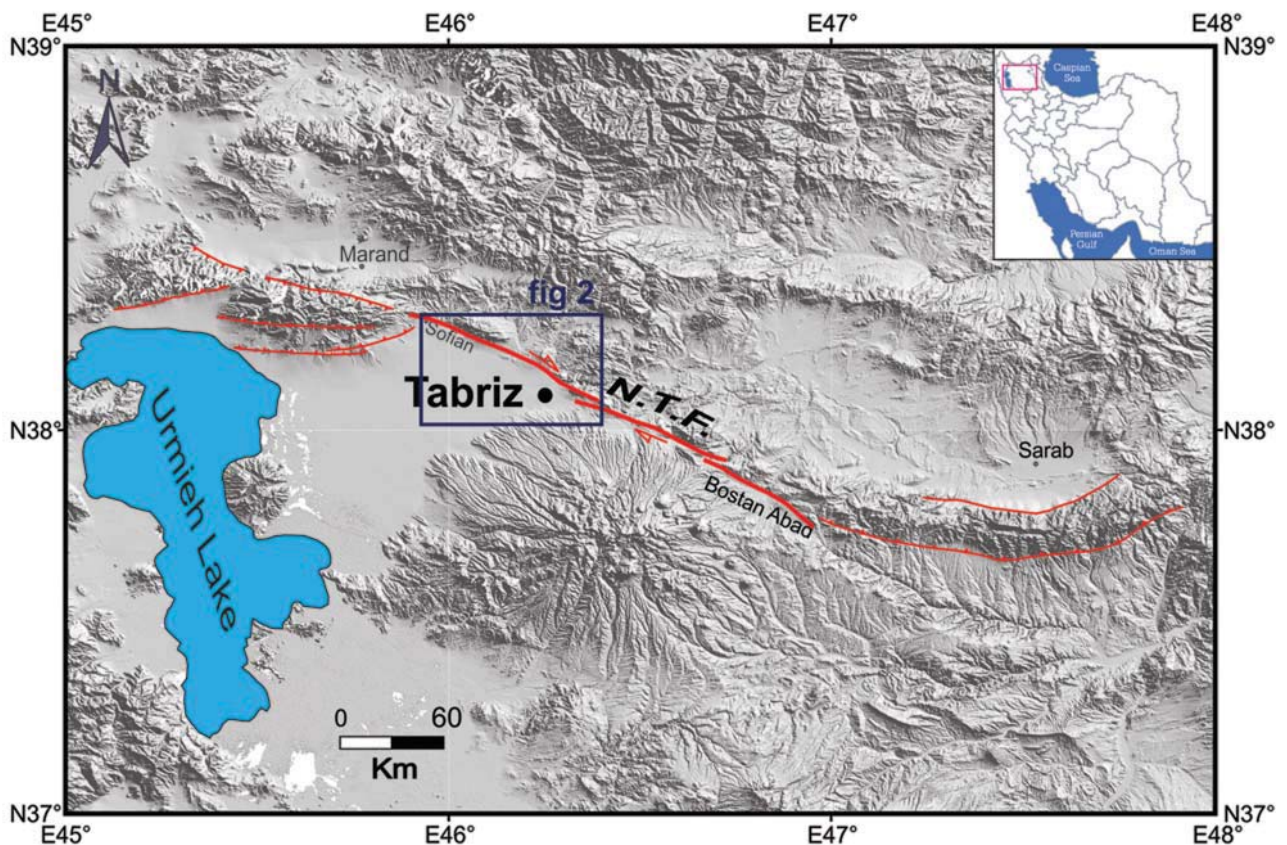 E45°
E46°
E47°
E48°
N39°
N39°
N
Caspian
Sea
Persian
Gulf
Oman Sea
Marand
fig 2
Sofian
Tabriz
N.T.F.
N38°
N38°
Sarab
Bostan Abad
Urmieh Lake
0 60
Km
N37°
N37°
E45°
E46°
E47°
E48°